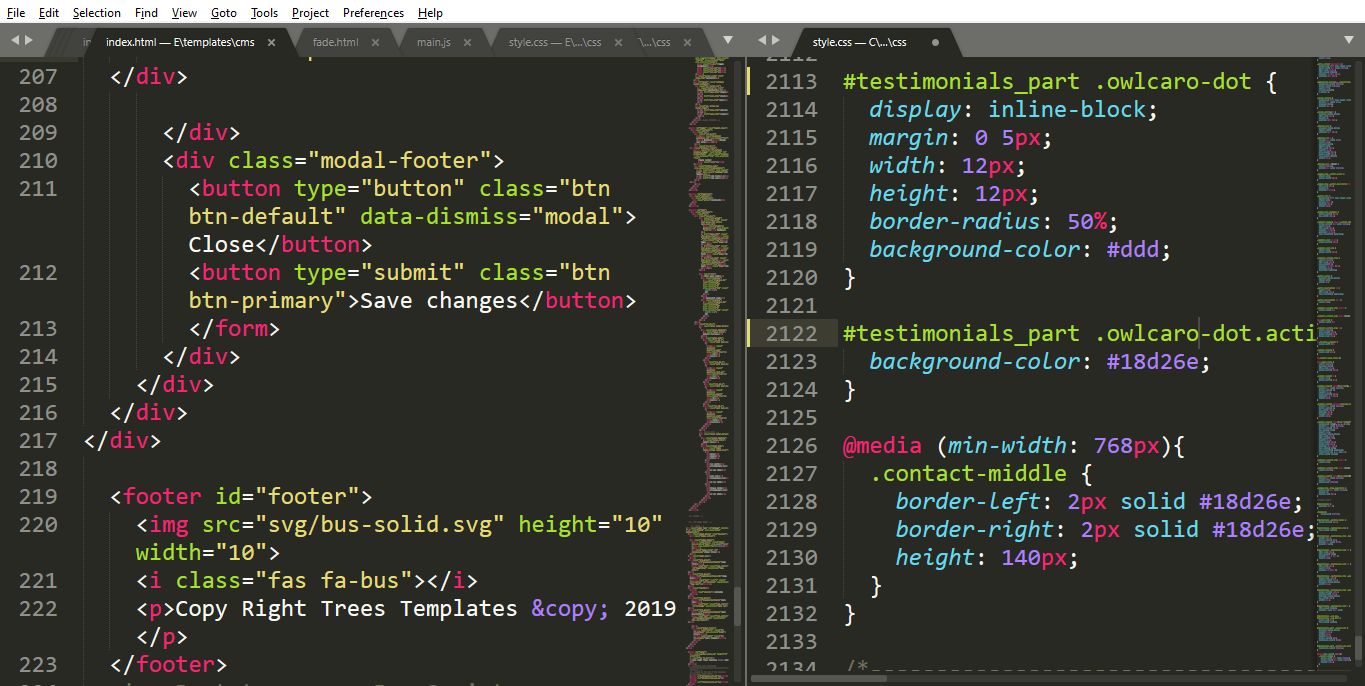 File Edit Selection Find View Goto Tools Project Preferences Help
index.html — E\templates\cms × fade.html × main.js × style.css — E\...\css × \...\css ×
207 </div>
208
209 </div>
210 <div class="modal-footer">
211 <button type="button" class="btn
btn-default" data-dismiss="modal">
Close</button>
212 <button type="submit" class="btn
btn-primary">Save changes</button>
213 </form>
214 </div>
215 </div>
216 </div>
217 </div>
218
219 <footer id="footer">
220 <img src="svg/bus-solid.svg" height="10"
width="10">
221 <i class="fas fa-bus"></i>
222 <p>Copy Right Trees Templates &copy; 2019
</p>
223 </footer>
style.css — C\...\css
2113 #testimonials_part .owlcaro-dot {
2114 display: inline-block;
2115 margin: 0 5px;
2116 width: 12px;
2117 height: 12px;
2118 border-radius: 50%;
2119 background-color: #ddd;
2120 }
2121
2122 #testimonials_part .owlcaro-dot.acti
2123 background-color: #18d26e;
2124 }
2125
2126 @media (min-width: 768px){
2127 .contact-middle {
2128 border-left: 2px solid #18d26e;
2129 border-right: 2px solid #18d26e;
2130 height: 140px;
2131 }
2132 }
2133
2134 /*--------------------------------